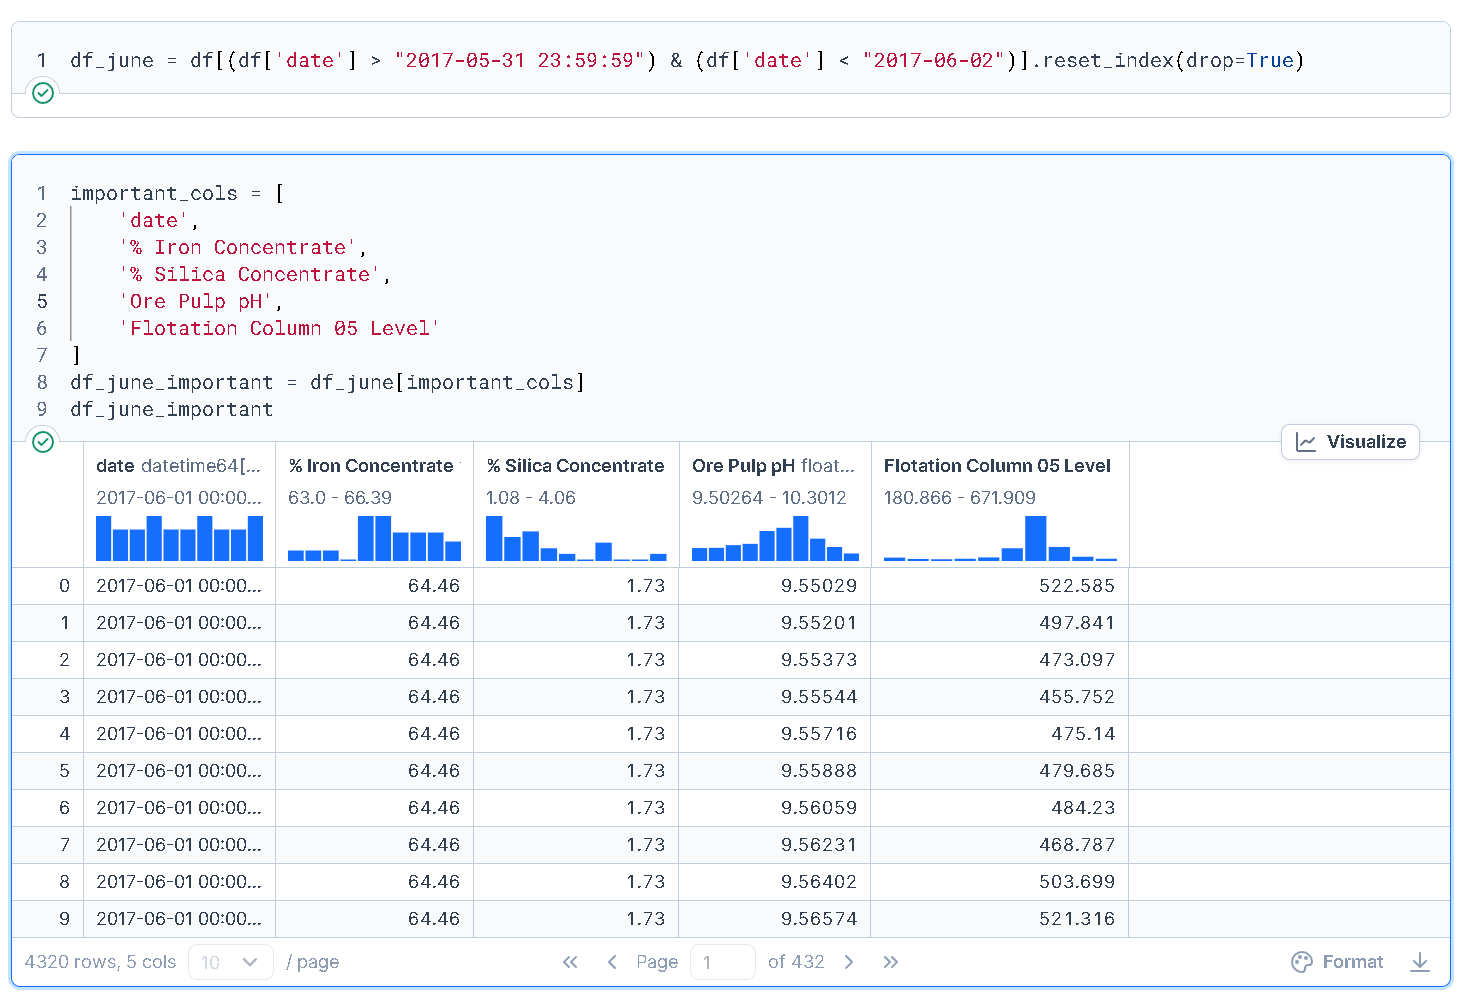 1 df_june = df[(df['date'] > "2017-05-31 23:59:59") & (df['date'] < "2017-06-02")].reset_index(drop=True)
1 important_cols = [
2 'date',
3 '% Iron Concentrate',
4 '% Silica Concentrate',
5 'Ore Pulp pH',
6 'Flotation Column 05 Level'
7 ]
8 df_june_important = df_june[important_cols]
9 df_june_important
Visualize
date datetime64[... % Iron Concentrate % Silica Concentrate Ore Pulp pH float... Flotation Column 05 Level
2017-06-01 00:00... 63.0 - 66.39 1.08 - 4.06 9.50264 - 10.3012 180.866 - 671.909
0 2017-06-01 00:00... 64.46 1.73 9.55029 522.585
1 2017-06-01 00:00... 64.46 1.73 9.55201 497.841
2 2017-06-01 00:00... 64.46 1.73 9.55373 473.097
3 2017-06-01 00:00... 64.46 1.73 9.55544 455.752
4 2017-06-01 00:00... 64.46 1.73 9.55716 475.14
5 2017-06-01 00:00... 64.46 1.73 9.55888 479.685
6 2017-06-01 00:00... 64.46 1.73 9.56059 484.23
7 2017-06-01 00:00... 64.46 1.73 9.56231 468.787
8 2017-06-01 00:00... 64.46 1.73 9.56402 503.699
9 2017-06-01 00:00... 64.46 1.73 9.56574 521.316
4320 rows, 5 cols 10 / page « < Page 1 of 432 > » Format